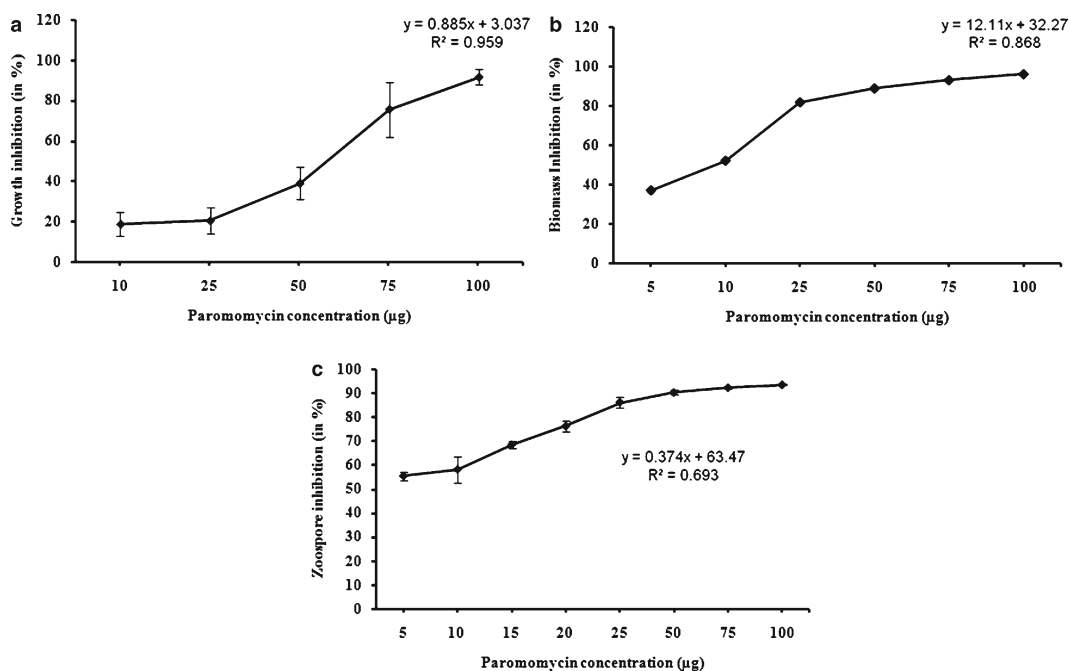 a
y = 0.885x + 3.037
R² = 0.959
Growth inhibition (in %)
120
100
80
60
40
20
0
10 25 50 75 100
Paromomycin concentration (µg)
b
y = 12.11x + 32.27
R² = 0.868
Biomass Inhibition (in %)
120
100
80
60
40
20
0
5 10 25 50 75 100
Paromomycin concentration (µg)
c
y = 0.374x + 63.47
R² = 0.693
Zoospore inhibition (in %)
100
90
80
70
60
50
40
30
20
10
0
5 10 15 20 25 50 75 100
Paromomycin concentration (µg)